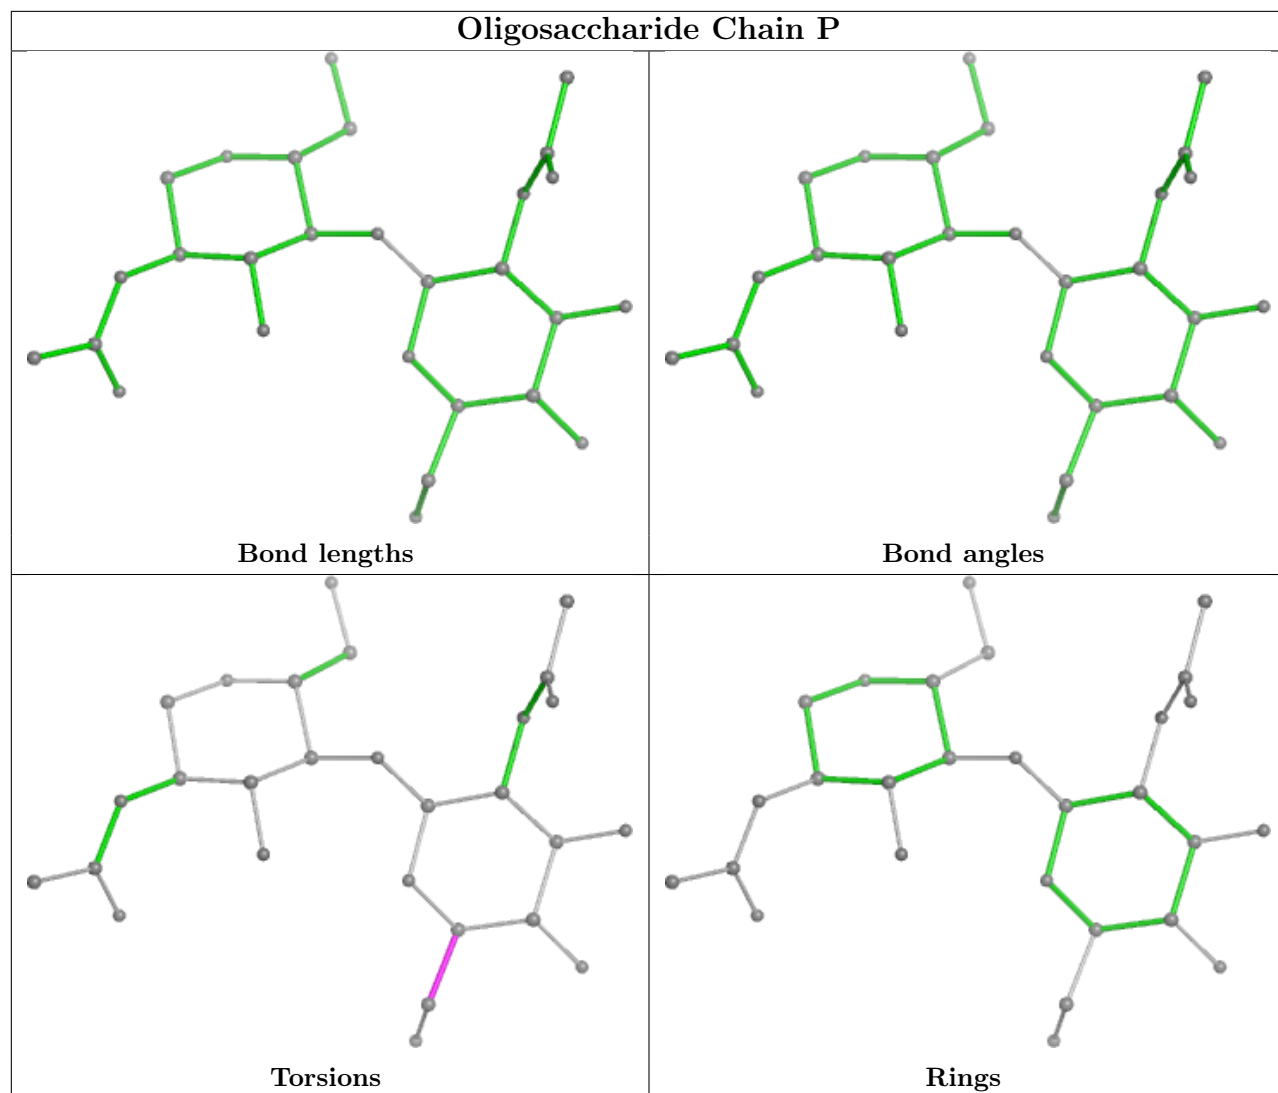 Oligosaccharide Chain P
Bond lengths
Bond angles
Torsions
Rings